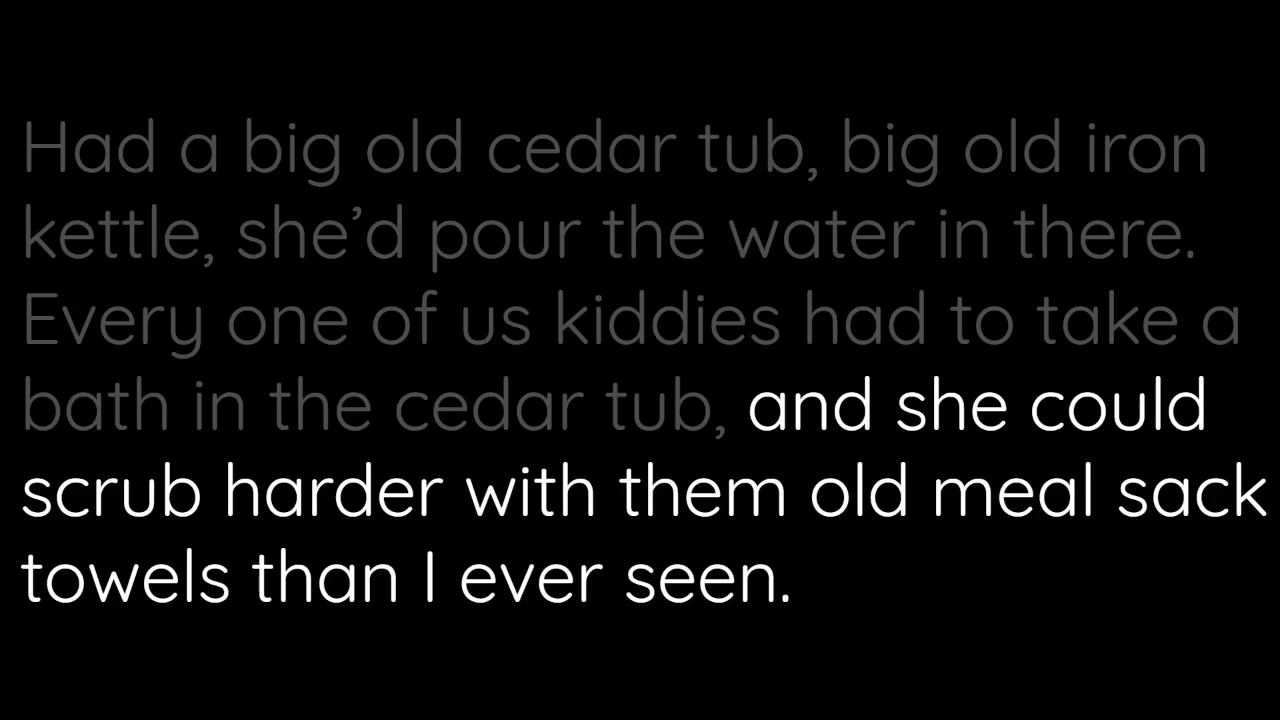 Had a big old cedar tub, big old iron
kettle, she’d pour the water in there.
Every one of us kiddies had to take a
bath in the cedar tub, and she could
scrub harder with them old meal sack
towels than I ever seen.